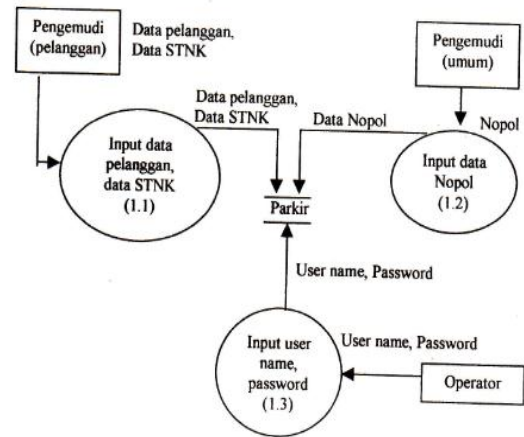 Pengemudi
(pelanggan)
Data pelanggan,
Data STNK
Pengemudi
(umum)
Data pelanggan,
Data STNK
Data Nopol
Nopol
Input data
pelanggan,
data STNK
(1.1)
Input data
Nopol
(1.2)
Parkir
User name, Password
Input user
name,
password
(1.3)
User name, Password
Operator